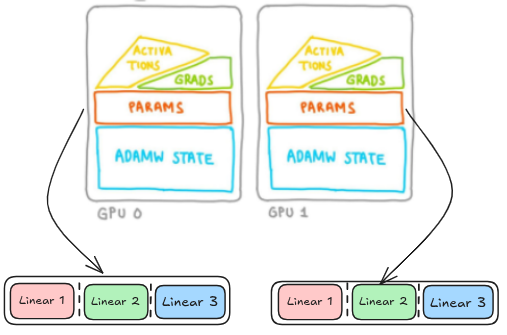 ACTIVA
TIONS
GRADS
PARAMS
ADAMW STATE
GPU 0
ACTIVA
TIONS
GRADS
PARAMS
ADAMW STATE
GPU 1
Linear 1 Linear 2 Linear 3
Linear 1 Linear 2 Linear 3